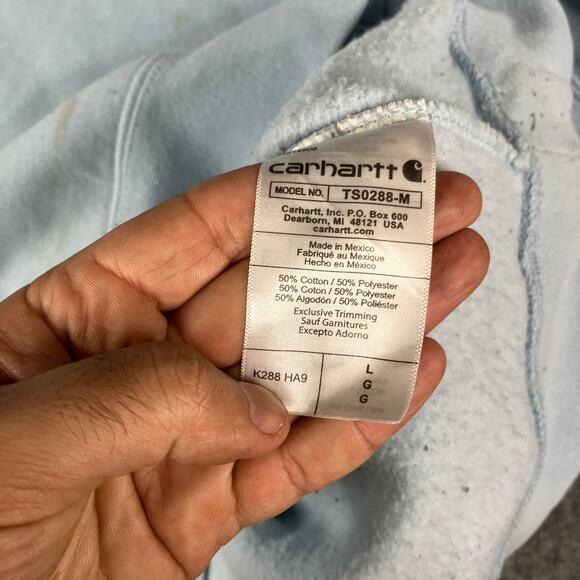 carhartt
MODEL NO. TS0288-M
Carhartt, Inc. P.O. Box 600
Dearborn, MI 48121 USA
carhartt.com
Made in Mexico
Fabriqué au Mexique
Hecho en México
50% Cotton / 50% Polyester
50% Coton / 50% Polyester
50% Algodón / 50% Poliéster
Exclusive Trimming
Sauf Garnitures
Excepto Adorno
K288 HA9
L
G
G